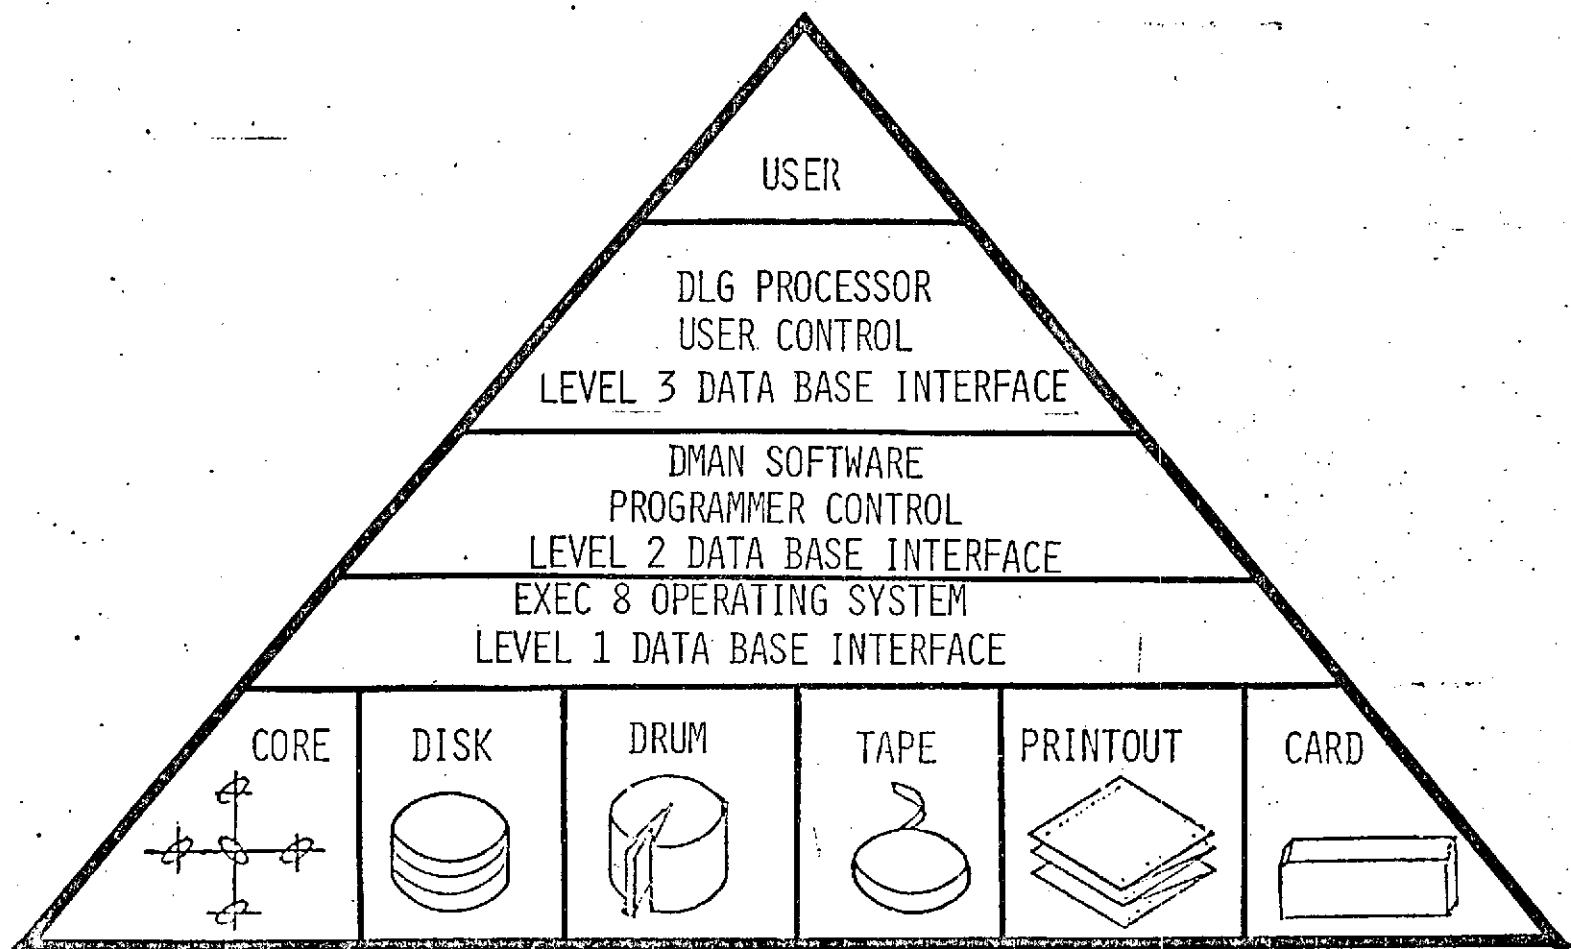 USER
DLG PROCESSOR
USER CONTROL
LEVEL 3 DATA BASE INTERFACE
DMAN SOFTWARE
PROGRAMMER CONTROL
LEVEL 2 DATA BASE INTERFACE
EXEC 8 OPERATING SYSTEM
LEVEL 1 DATA BASE INTERFACE
CORE
DISK
DRUM
TAPE
PRINTOUT
CARD